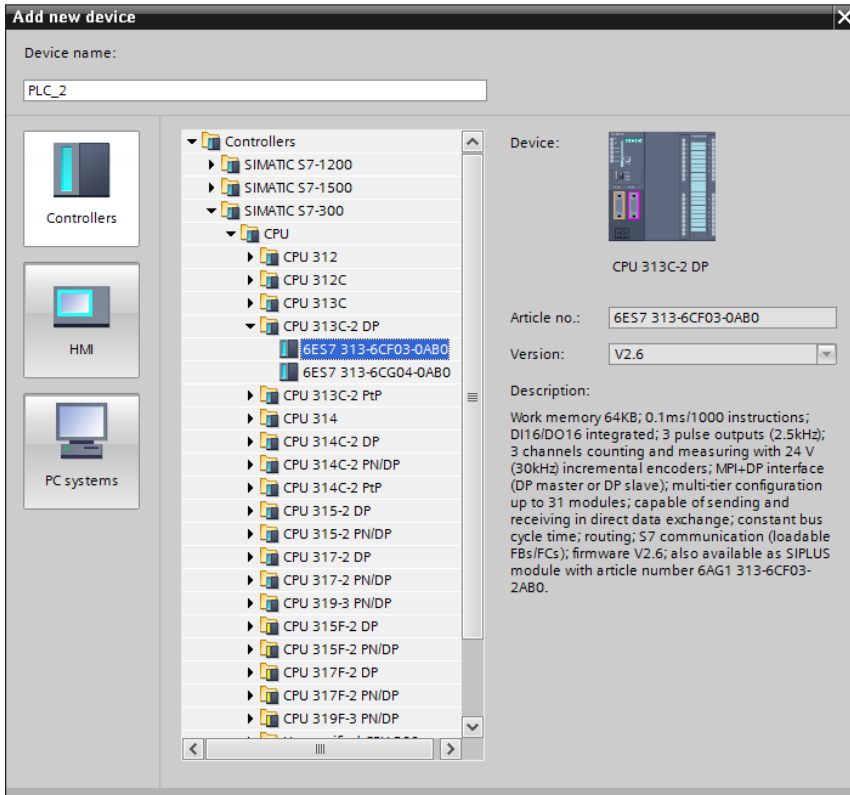 Add new device
Device name:
PLC_2
Controllers
HMI
PC systems
Controllers
SIMATIC S7-1200
SIMATIC S7-1500
SIMATIC S7-300
CPU
CPU 312
CPU 312C
CPU 313C
CPU 313C-2 DP
6ES7 313-6CF03-0AB0
6ES7 313-6CG04-0AB0
CPU 313C-2 PtP
CPU 314
CPU 314C-2 DP
CPU 314C-2 PN/DP
CPU 314C-2 PtP
CPU 315-2 DP
CPU 315-2 PN/DP
CPU 317-2 DP
CPU 317-2 PN/DP
CPU 319-3 PN/DP
CPU 315F-2 DP
CPU 315F-2 PN/DP
CPU 317F-2 DP
CPU 317F-2 PN/DP
CPU 319F-3 PN/DP
Device:
CPU 313C-2 DP
Article no.: 6ES7 313-6CF03-0AB0
Version: V2.6
Description:
Work memory 64KB; 0.1ms/1000 instructions;
DI16/DO16 integrated; 3 pulse outputs (2.5kHz);
3 channels counting and measuring with 24 V
(30kHz) incremental encoders; MPI+DP interface
(DP master or DP slave); multi-tier configuration
up to 31 modules; capable of sending and
receiving in direct data exchange; constant bus
cycle time; routing; S7 communication (loadable
FBs/FCs); firmware V2.6; also available as SIPLUS
module with article number 6AG1 313-6CF03-
2AB0.